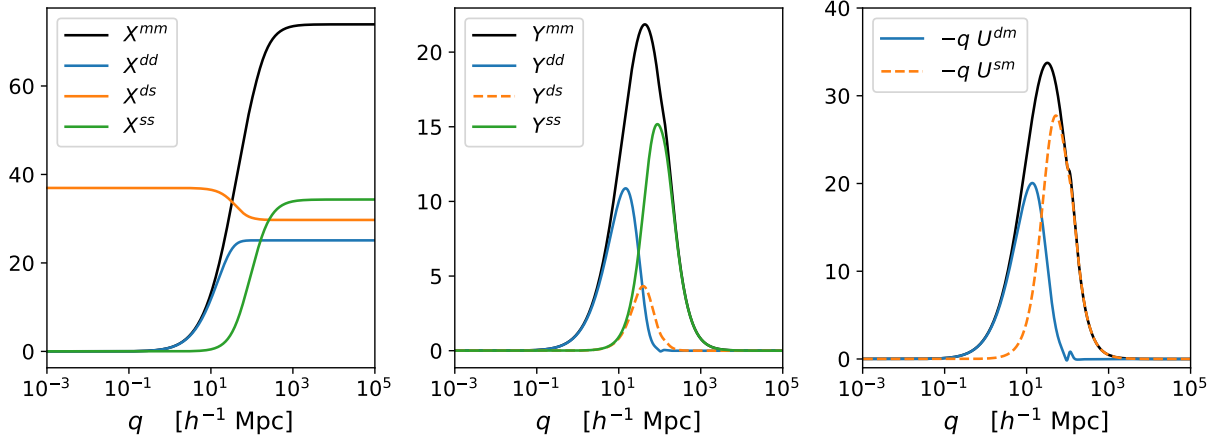 60
40
20
0
X^{mm}
X^{dd}
X^{ds}
X^{ss}
10^{−3} 10^{−1} 10^{1} 10^{3} 10^{5}
q [h^{−1} Mpc]
20
15
10
5
0
Y^{mm}
Y^{dd}
Y^{ds}
Y^{ss}
10^{−3} 10^{−1} 10^{1} 10^{3} 10^{5}
q [h^{−1} Mpc]
40
30
20
10
0
−q U^{dm}
−q U^{sm}
10^{−3} 10^{−1} 10^{1} 10^{3} 10^{5}
q [h^{−1} Mpc]